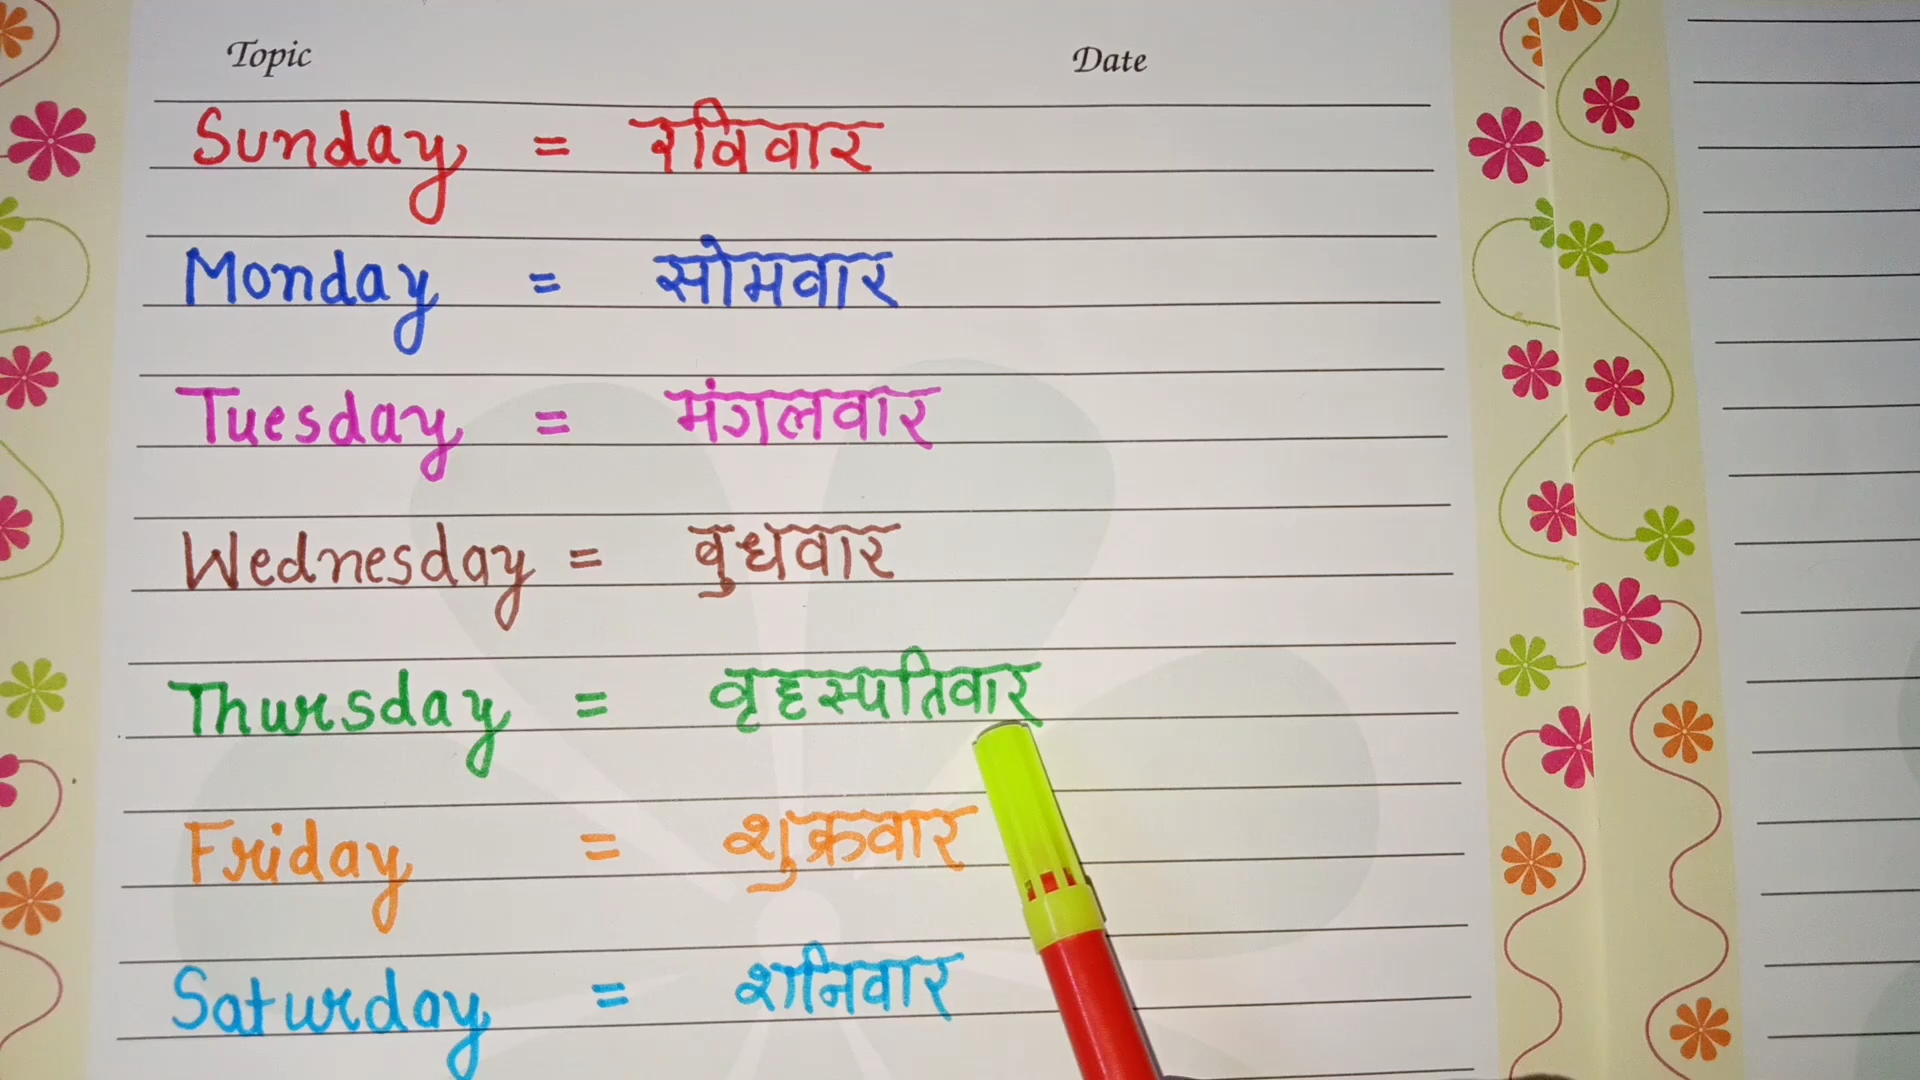 Topic Date
Sunday = रविवार
Monday = सोमवार
Tuesday = मंगलवार
Wednesday = वुधवार
Thursday = वृहस्पतिवार
Friday = शुक्रवार
Saturday = शनिवार